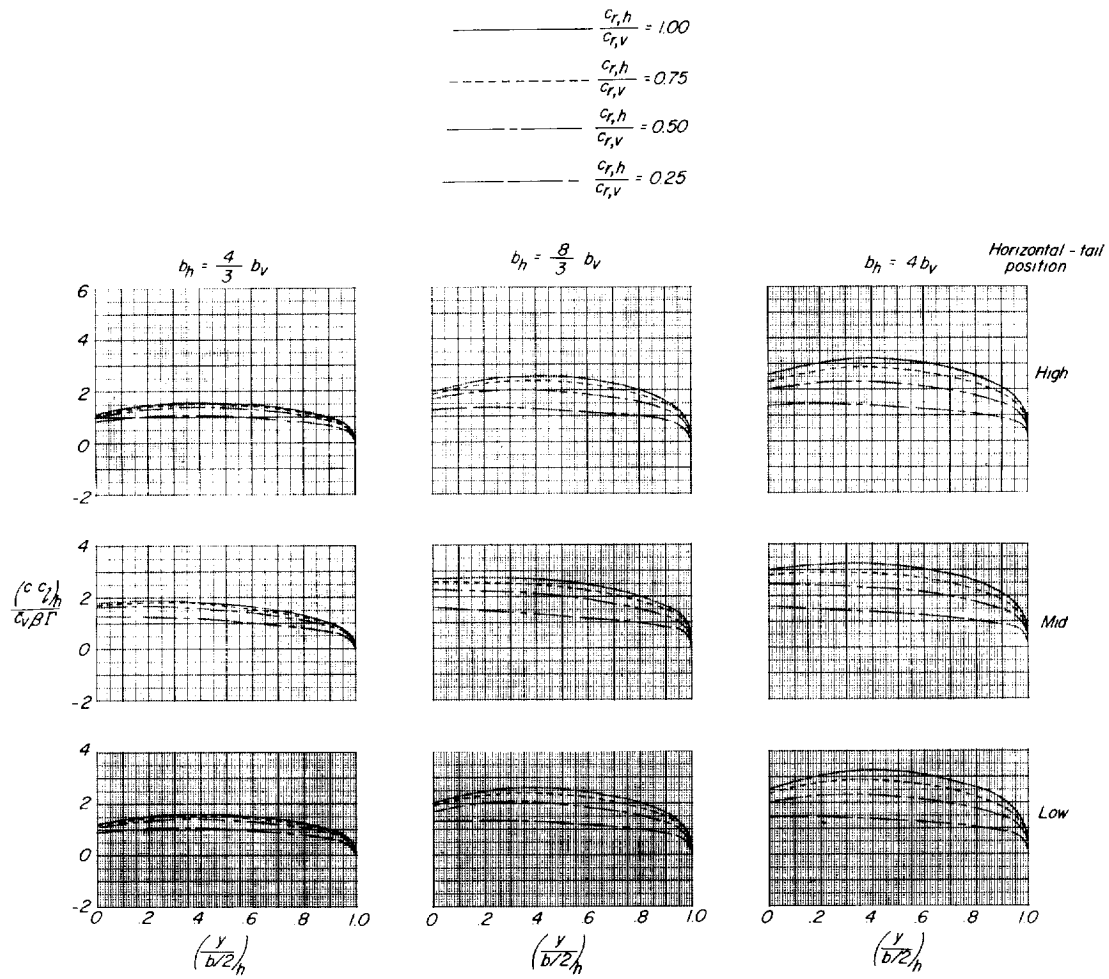 c_{r,h}/c_{r,v} = 1.00
c_{r,h}/c_{r,v} = 0.75
c_{r,h}/c_{r,v} = 0.50
c_{r,h}/c_{r,v} = 0.25
b_h = 4/3 b_v
b_h = 8/3 b_v
b_h = 4 b_v
Horizontal-tail
position
6
4
2
0
-2
High
4
2
0
-2
(c c_l)_h / c̄_v β Γ
Mid
4
2
0
-2
Low
0 .2 .4 .6 .8 1.0
0 .2 .4 .6 .8 1.0
0 .2 .4 .6 .8 1.0
(y / b/2)_h
(y / b/2)_h
(y / b/2)_h